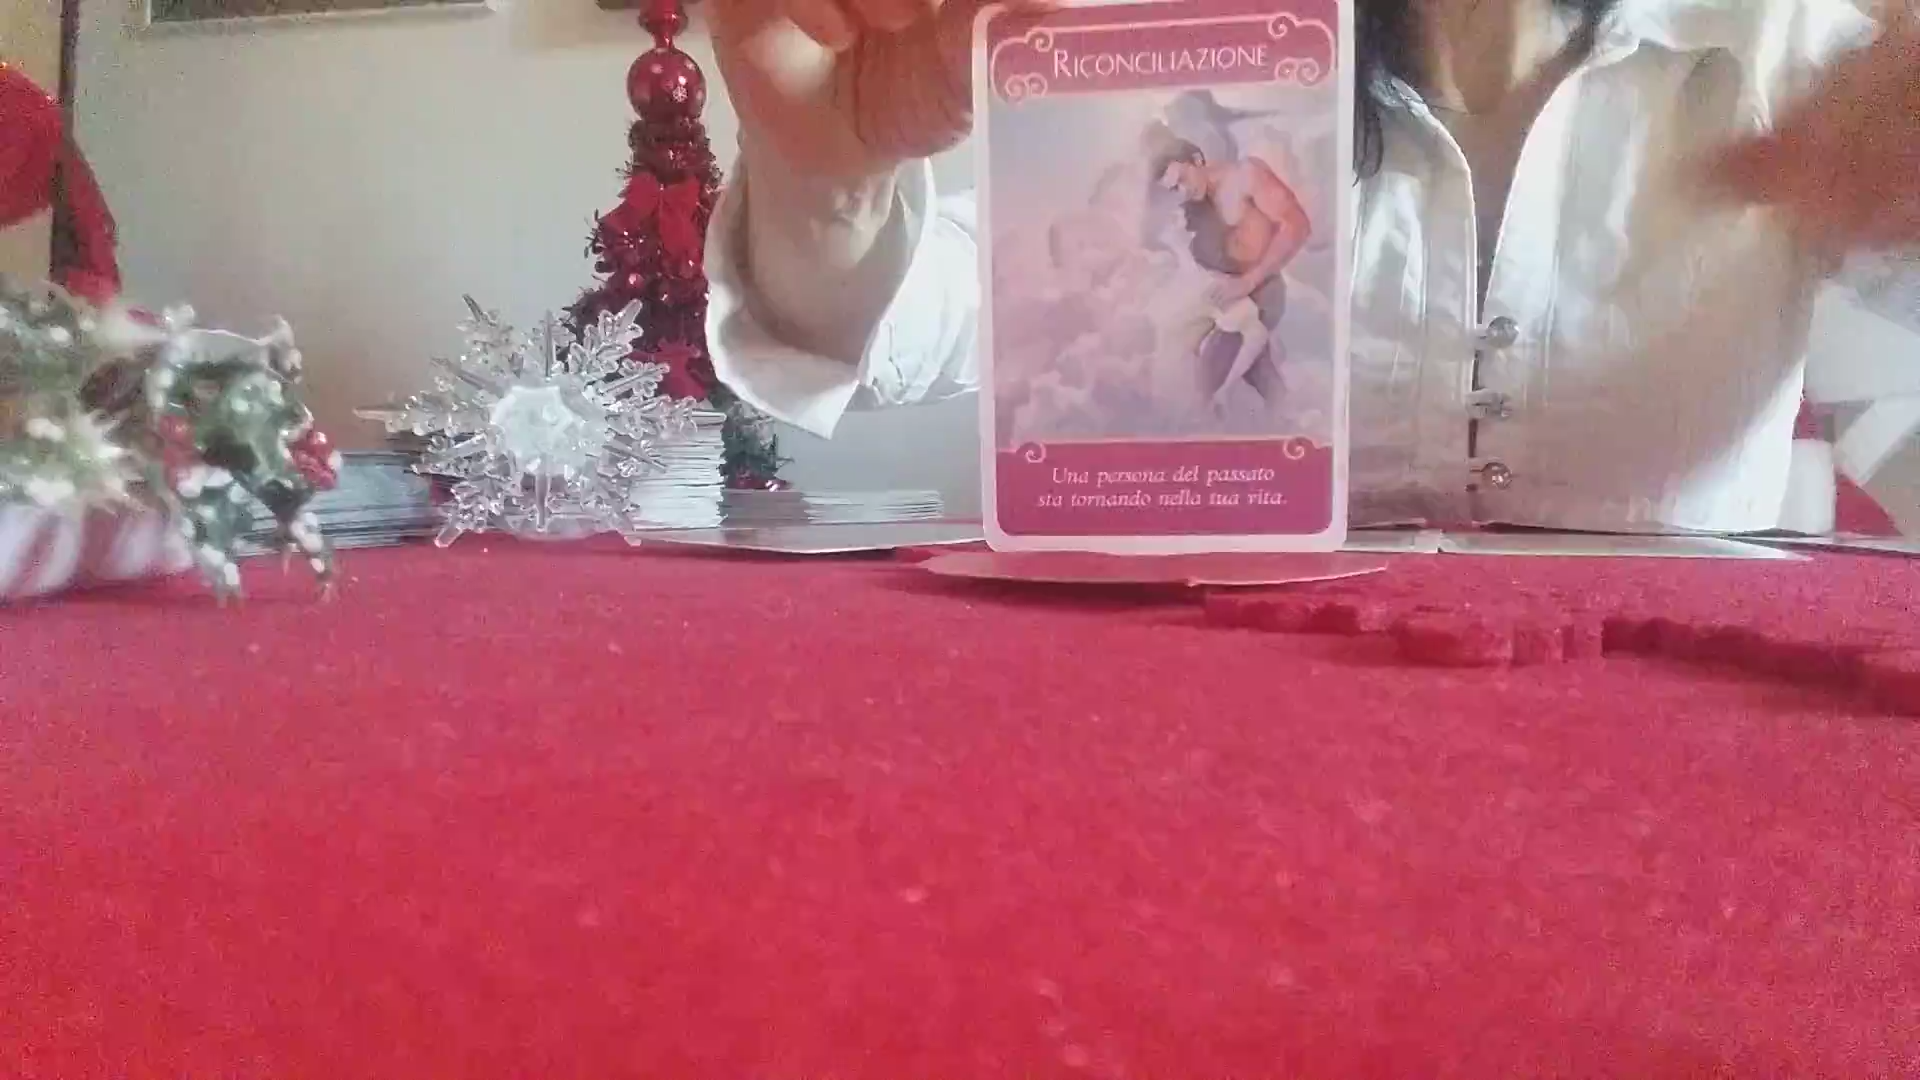 RICONCILIAZIONE
Una persona del passato
sta tornando nella tua vita.